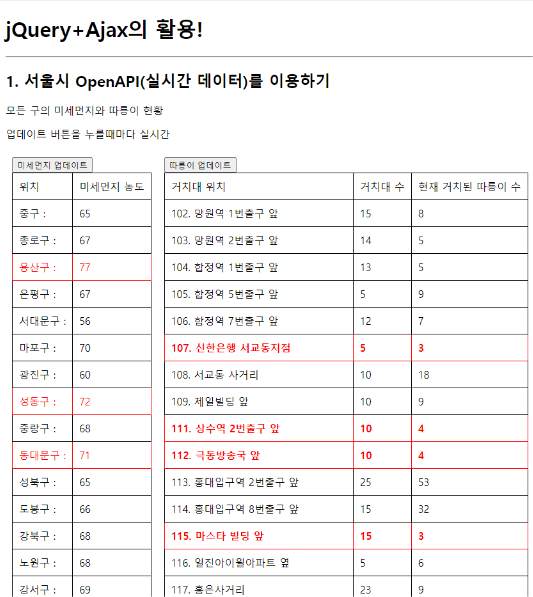 jQuery+Ajax의 활용!
1. 서울시 OpenAPI(실시간 데이터)를 이용하기
모든 구의 미세먼지와 따릉이 현황
업데이트 버튼을 누를때마다 실시간
미세먼지 업데이트
위치 미세먼지 농도
중구 : 65
종로구 : 67
용산구 : 77
은평구 : 67
서대문구 : 56
마포구 : 70
광진구 : 60
성동구 : 72
중랑구 : 68
동대문구 : 71
성북구 : 65
도봉구 : 66
강북구 : 68
노원구 : 68
강서구 : 69
따릉이 업데이트
거치대 위치 거치대 수 현재 거치된 따릉이 수
102. 망원역 1번출구 앞 15 8
103. 망원역 2번출구 앞 14 5
104. 합정역 1번출구 앞 13 5
105. 합정역 5번출구 앞 5 9
106. 합정역 7번출구 앞 12 7
107. 신한은행 서교동지점 5 3
108. 서교동 사거리 10 18
109. 제일빌딩 앞 10 9
111. 상수역 2번출구 앞 10 4
112. 극동방송국 앞 10 4
113. 홍대입구역 2번출구 앞 25 53
114. 홍대입구역 8번출구 앞 15 32
115. 마스타 빌딩 앞 15 3
116. 일진아이윌아파트 옆 5 6
117. 홍은사거리 23 9